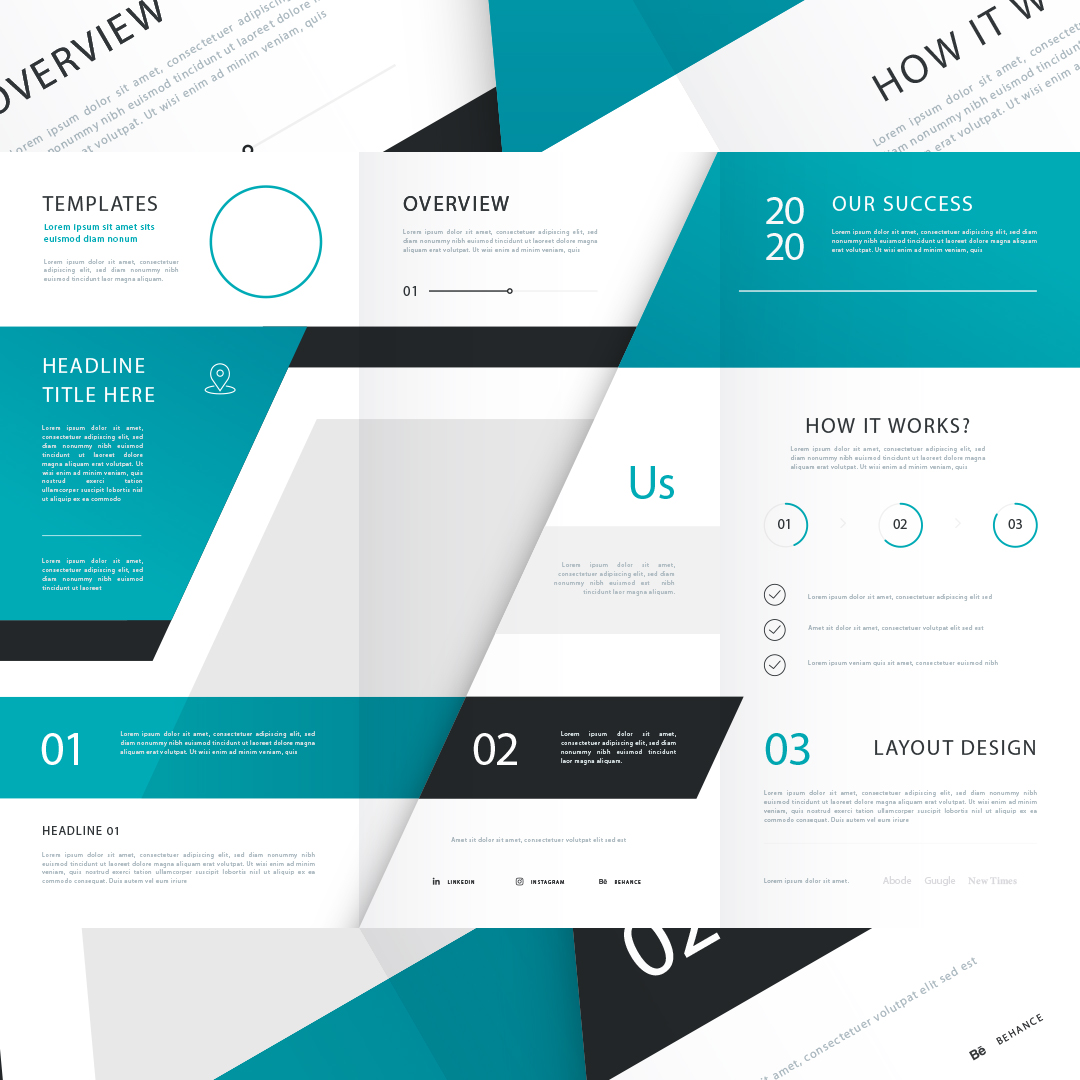 OVERVIEW
Lorem ipsum dolor sit amet, consectetuer adipiscing
nonummy nibh euismod tincidunt ut laoreet dolore
erat volutpat. Ut wisi enim ad minim veniam, quis
HOW IT W
Lorem ipsum dolor sit amet,
diam nonummy nibh euismod
erat volutpat. Ut wisi enim ad
TEMPLATES
Lorem ipsum sit amet sits
euismod diam nonum
Lorem ipsum dolor sit amet, consectetuer
adipiscing elit, sed diam nonummy nibh
euismod tincidunt laor magna aliquam.
OVERVIEW
Lorem ipsum dolor sit amet, consectetuer adipiscing elit, sed
diam nonummy nibh euismod tincidunt ut laoreet dolore magna
aliquam erat volutpat. Ut wisi enim ad minim veniam, quis
01
20
20
OUR SUCCESS
Lorem ipsum dolor sit amet, consectetuer adipiscing elit, sed diam
nonummy nibh euismod tincidunt ut laoreet dolore magna aliquam
erat volutpat. Ut wisi enim ad minim veniam, quis
HEADLINE
TITLE HERE
Lorem ipsum dolor sit amet,
consectetuer adipiscing elit, sed
diam nonummy nibh euismod
tincidunt ut laoreet dolore
magna aliquam erat volutpat. Ut
wisi enim ad minim veniam, quis
nostrud exerci tation
ullamcorper suscipit lobortis nisl
ut aliquip ex ea commodo
Lorem ipsum dolor sit amet,
consectetuer adipiscing elit, sed
diam nonummy nibh euismod
tincidunt ut laoreet
Us
Lorem ipsum dolor sit amet,
consectetuer adipiscing elit, sed diam
nonummy nibh euismod est nibh
tincidunt laor magna aliquam.
HOW IT WORKS?
Lorem ipsum dolor sit amet, consectetuer adipiscing elit, sed
diam nonummy nibh euismod tincidunt ut laoreet dolore magna
aliquam erat volutpat. Ut wisi enim ad minim veniam, quis
01
02
03
Lorem ipsum dolor sit amet, consectetuer adipiscing elit sed
Amet sit dolor sit amet, consectetuer volutpat elit sed est
Lorem ipsum veniam quis sit amet, consectetuer euismod nibh
01
Lorem ipsum dolor sit amet, consectetuer adipiscing elit, sed
diam nonummy nibh euismod tincidunt ut laoreet dolore magna
aliquam erat volutpat. Ut wisi enim ad minim veniam, quis
02
Lorem ipsum dolor sit amet,
consectetuer adipiscing elit, sed diam
nonummy nibh euismod tincidunt
laor magna aliquam.
03
LAYOUT DESIGN
Lorem ipsum dolor sit amet, consectetuer adipiscing elit, sed diam nonummy nibh
euismod tincidunt ut laoreet dolore magna aliquam erat volutpat. Ut wisi enim ad minim
veniam, quis nostrud exerci tation ullamcorper suscipit lobortis nisl ut aliquip ex ea
commodo consequat. Duis autem vel eum iriure
HEADLINE 01
Lorem ipsum dolor sit amet, consectetuer adipiscing elit, sed diam nonummy nibh
euismod tincidunt ut laoreet dolore magna aliquam erat volutpat. Ut wisi enim ad minim
veniam, quis nostrud exerci tation ullamcorper suscipit lobortis nisl ut aliquip ex ea
commodo consequat. Duis autem vel eum iriure
Amet sit dolor sit amet, consectetuer volutpat elit sed est
in LINKEDIN
INSTAGRAM
Bē BEHANCE
Lorem ipsum dolor sit amet.
Abode
Guugle
New Times
02
sit amet, consectetuer volutpat elit sed est
Bē BEHANCE